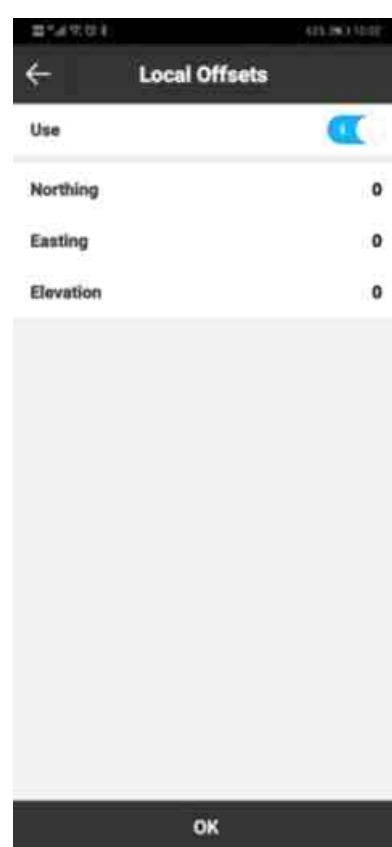 Local Offsets
Use
Northing 0
Easting 0
Elevation 0
OK